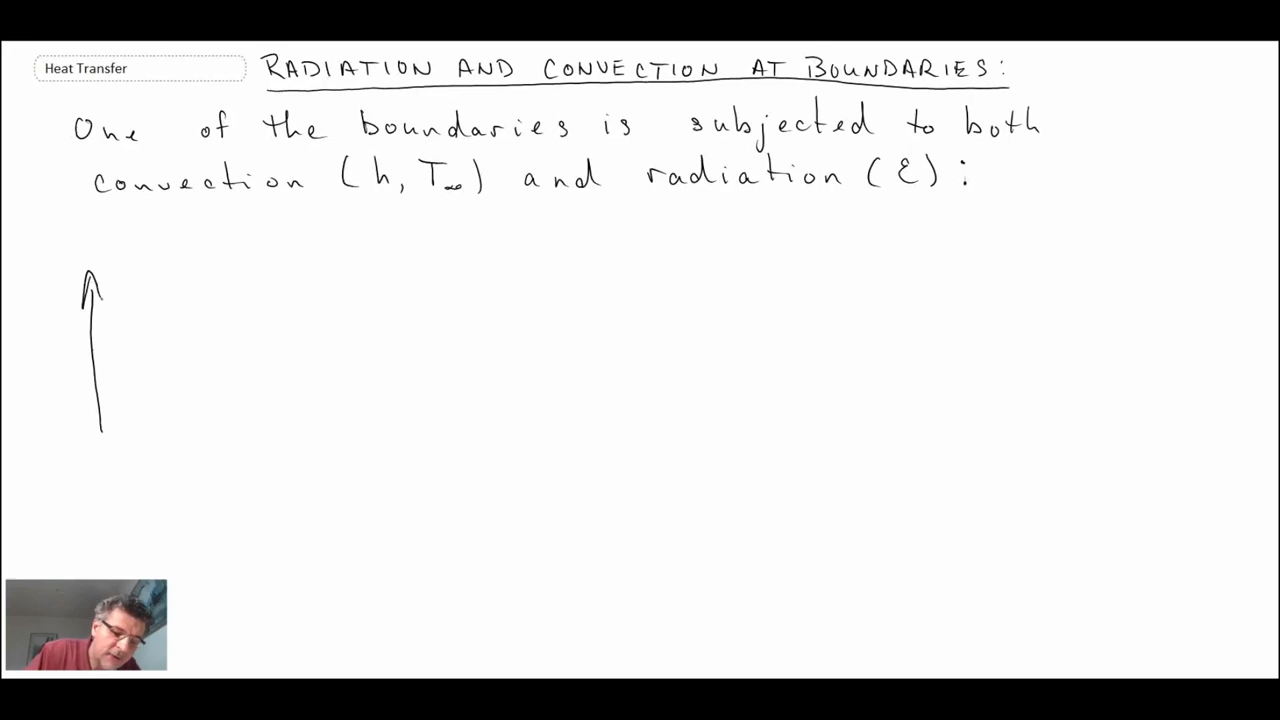 Heat Transfer
RADIATION AND CONVECTION AT BOUNDARIES:
One of the boundaries is subjected to both
convection (h, T∞) and radiation (ε):